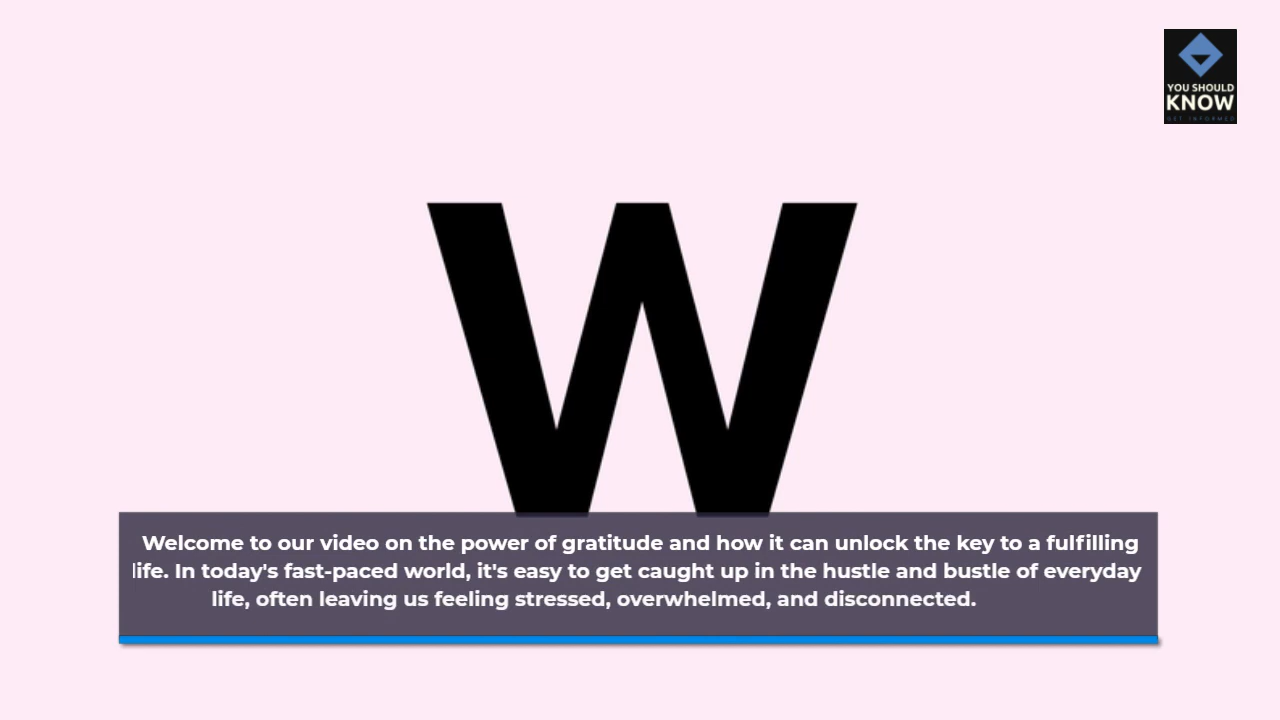 YOU SHOULD
KNOW
GET INFORMED
W
Welcome to our video on the power of gratitude and how it can unlock the key to a fulfilling
life. In today's fast-paced world, it's easy to get caught up in the hustle and bustle of everyday
life, often leaving us feeling stressed, overwhelmed, and disconnected.